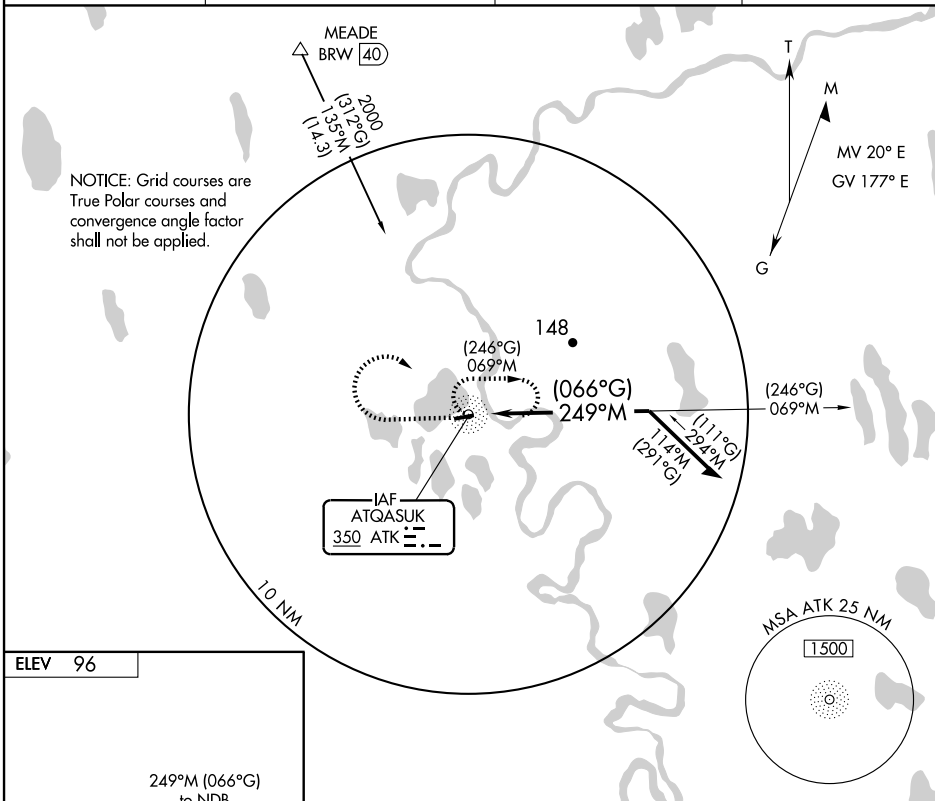 MEADE
BRW 40
2000
(312°G)
135°M
(14.3)
T
M
MV 20° E
GV 177° E
G
NOTICE: Grid courses are
True Polar courses and
convergence angle factor
shall not be applied.
148
(246°G)
069°M
(066°G)
249°M
(246°G)
069°M
(111°G)
294°M
114°M
(291°G)
IAF
ATQASUK
350 ATK
10 NM
MSA ATK 25 NM
1500
ELEV 96
249°M (066°G)
to NDB